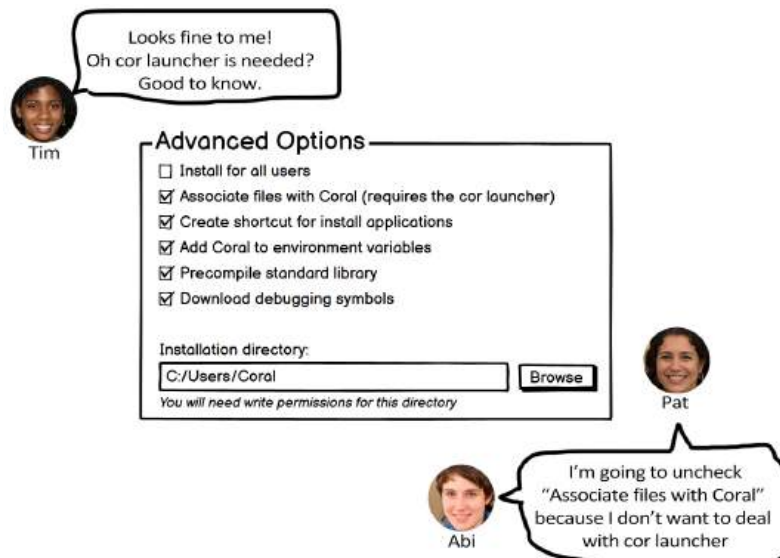 Looks fine to me!
Oh cor launcher is needed?
Good to know.
Tim
Advanced Options
Install for all users
Associate files with Coral (requires the cor launcher)
Create shortcut for install applications
Add Coral to environment variables
Precompile standard library
Download debugging symbols
Installation directory:
C:/Users/Coral
Browse
You will need write permissions for this directory
Pat
I'm going to uncheck
"Associate files with Coral"
because I don't want to deal
with cor launcher
Abi